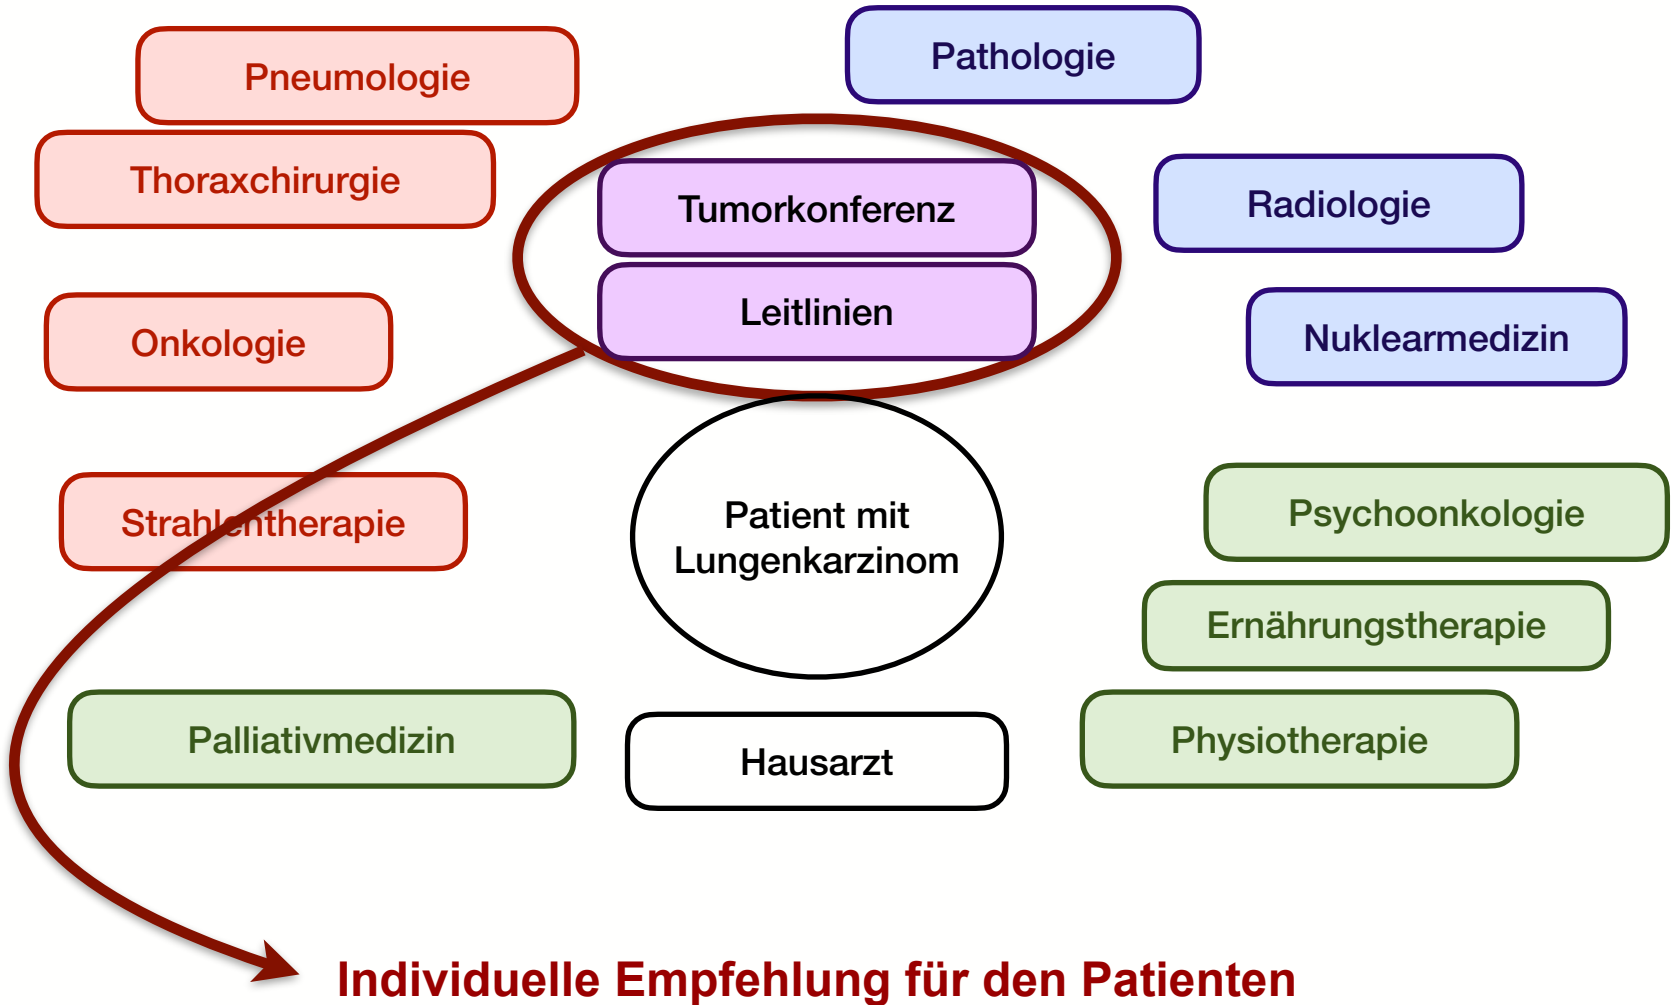 Pneumologie
Pathologie
Thoraxchirurgie
Tumorkonferenz
Radiologie
Leitlinien
Onkologie
Nuklearmedizin
Strahlentherapie
Patient mit
Lungenkarzinom
Psychoonkologie
Ernährungstherapie
Palliativmedizin
Hausarzt
Physiotherapie
Individuelle Empfehlung für den Patienten